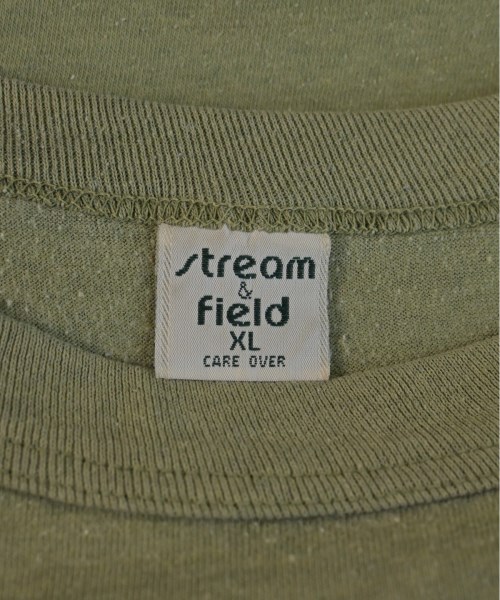 stream
&
field
XL
CARE OVER